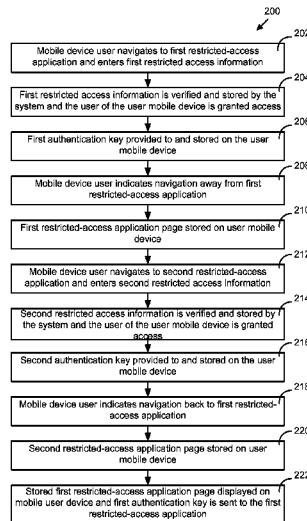 200
202
Mobile device user navigates to first restricted-access
application and enters first restricted access information
204
First restricted access information is verified and stored by the
system and the user of the user mobile device is granted access
206
First authentication key provided to and stored on the user
mobile device
208
Mobile device user indicates navigation away from first
restricted-access application
210
First restricted-access application page stored on user mobile
device
212
Mobile device user navigates to second restricted-access
application and enters second restricted access information
214
Second restricted access information is verified and stored by
the system and the user of the user mobile device is granted
access
216
Second authentication key provided to and stored on the user
mobile device
218
Mobile device user indicates navigation back to first restricted-
access application
220
Second restricted-access application page stored on user
mobile device
222
Stored first restricted-access application page displayed on
mobile user device and first authentication key is sent to the first
restricted-access application